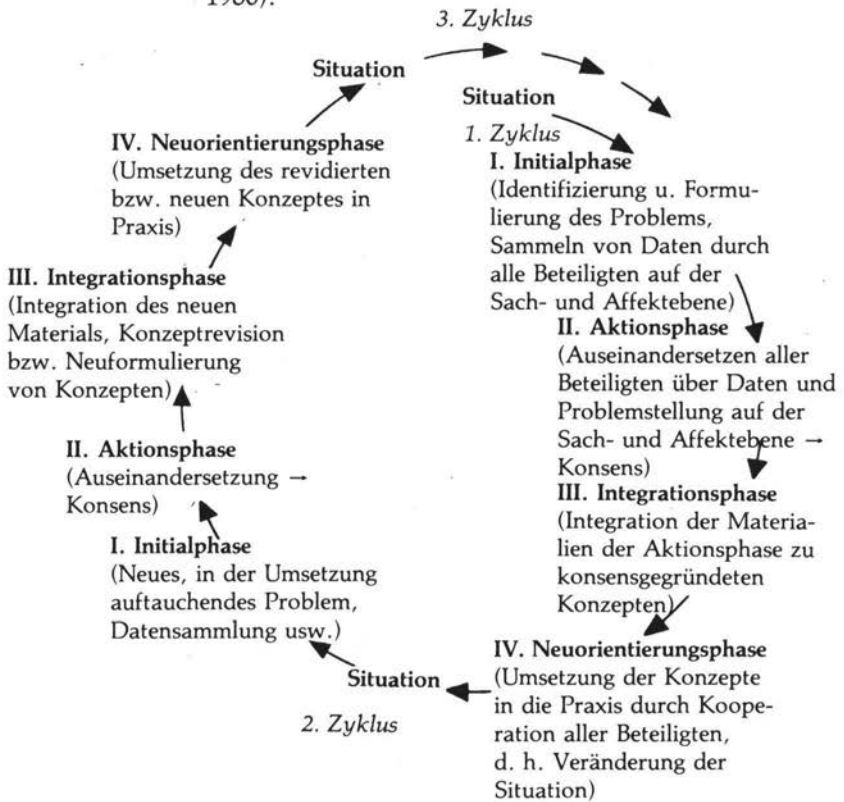 3. Zyklus
Situation
Situation
1. Zyklus
I. Initialphase
(Identifizierung u. Formu-
lierung des Problems,
Sammeln von Daten durch
alle Beteiligten auf der
Sach- und Affektebene)
II. Aktionsphase
(Auseinandersetzen aller
Beteiligten über Daten und
Problemstellung auf der
Sach- und Affektebene →
Konsens)
III. Integrationsphase
(Integration der Materia-
lien der Aktionsphase zu
konsensgegründeten
Konzepten)
IV. Neuorientierungsphase
(Umsetzung der Konzepte
in die Praxis durch Koope-
ration aller Beteiligten,
d. h. Veränderung der
Situation)
Situation
2. Zyklus
I. Initialphase
(Neues, in der Umsetzung
auftauchendes Problem,
Datensammlung usw.)
II. Aktionsphase
(Auseinandersetzung →
Konsens)
III. Integrationsphase
(Integration des neuen
Materials, Konzeptrevision
bzw. Neuformulierung
von Konzepten)
IV. Neuorientierungsphase
(Umsetzung des revidierten
bzw. neuen Konzeptes in
Praxis)